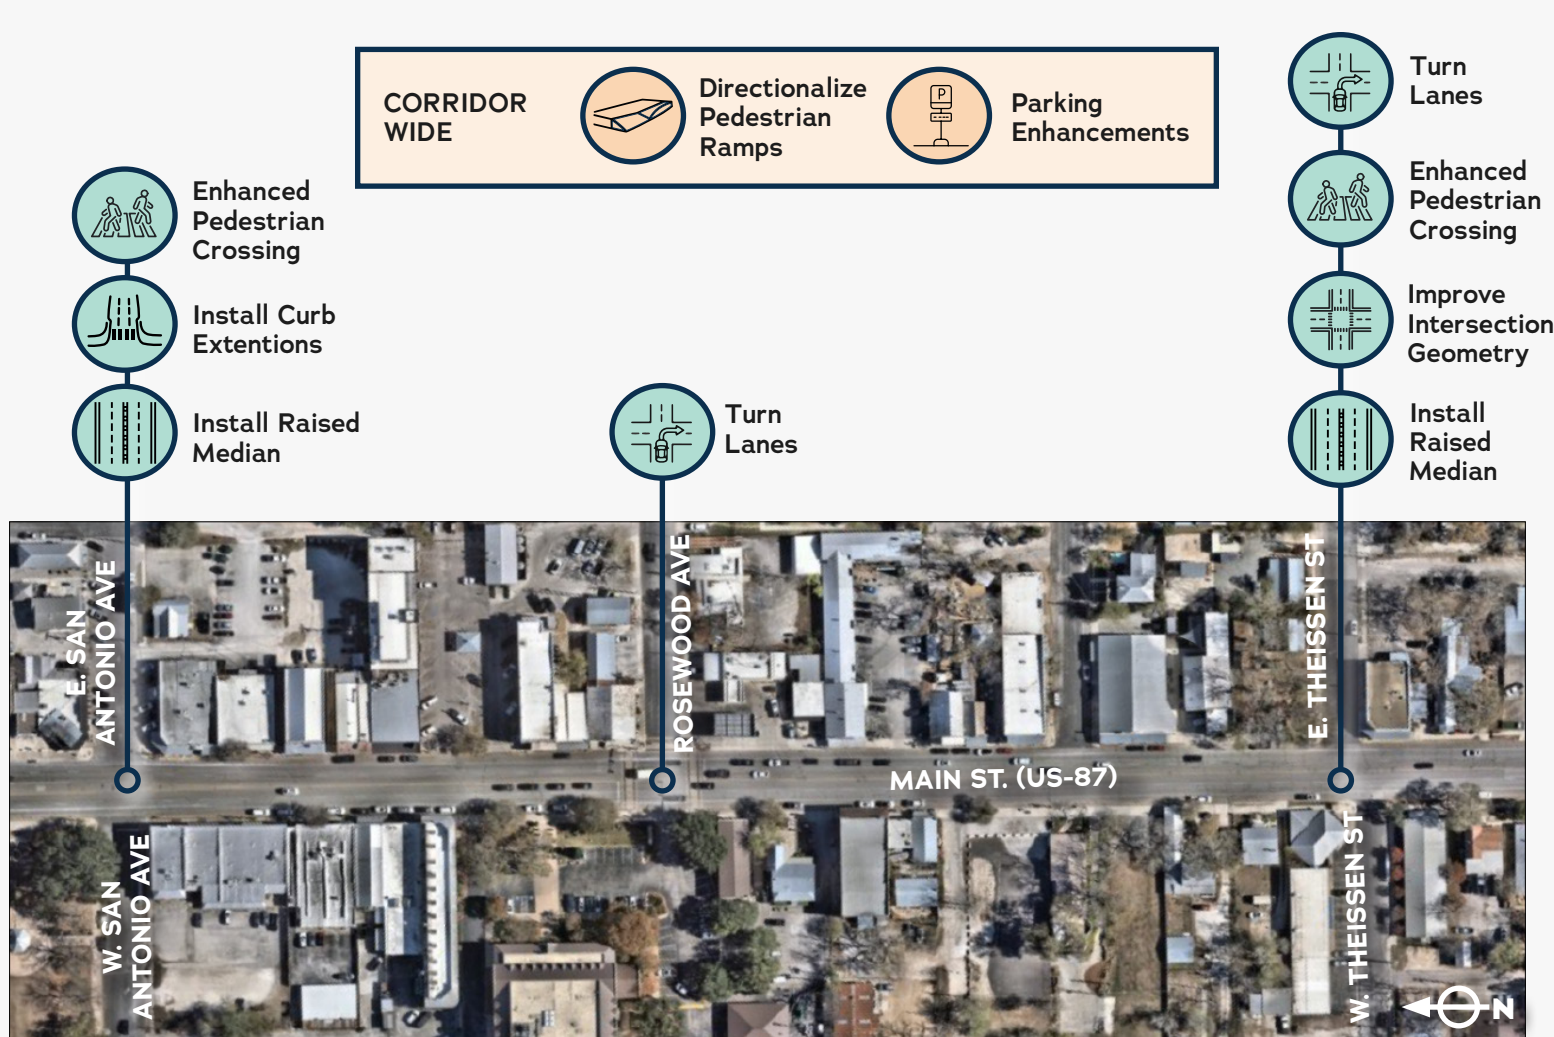 CORRIDOR
WIDE
Directionalize
Pedestrian
Ramps
P
Parking
Enhancements
Enhanced
Pedestrian
Crossing
Install Curb
Extentions
Install Raised
Median
Turn
Lanes
Turn
Lanes
Enhanced
Pedestrian
Crossing
Improve
Intersection
Geometry
Install
Raised
Median
E. SAN
ANTONIO AVE
ROSEWOOD AVE
E. THEISSEN ST
MAIN ST. (US-87)
W. SAN
ANTONIO AVE
W. THEISSEN ST
N